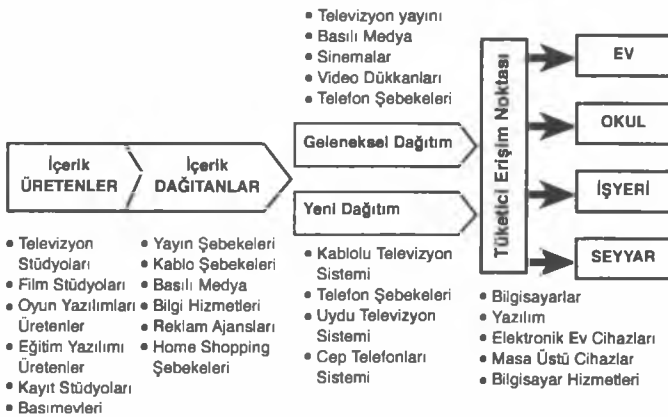 • Televizyon yayını
• Basılı Medya
• Sinemalar
• Video Dükkanları
• Telefon Şebekeleri
İçerik
ÜRETENLER
İçerik
DAĞITANLAR
Geleneksel Dağıtım
Yeni Dağıtım
Tüketici Erişim Noktası
EV
OKUL
İŞYERİ
SEYYAR
• Televizyon
Stüdyoları
• Film Stüdyoları
• Oyun Yazılımları
Üretenler
• Eğitim Yazılımı
Üretenler
• Kayıt Stüdyoları
• Basımevleri
• Yayın Şebekeleri
• Kablo Şebekeleri
• Basılı Medya
• Bilgi Hizmetleri
• Reklam Ajansları
• Home Shopping
Şebekeleri
• Kablolu Televizyon
Sistemi
• Telefon Şebekeleri
• Uydu Televizyon
Sistemi
• Cep Telefonları
Sistemi
• Bilgisayarlar
• Yazılım
• Elektronik Ev Cihazları
• Masa Üstü Cihazlar
• Bilgisayar Hizmetleri